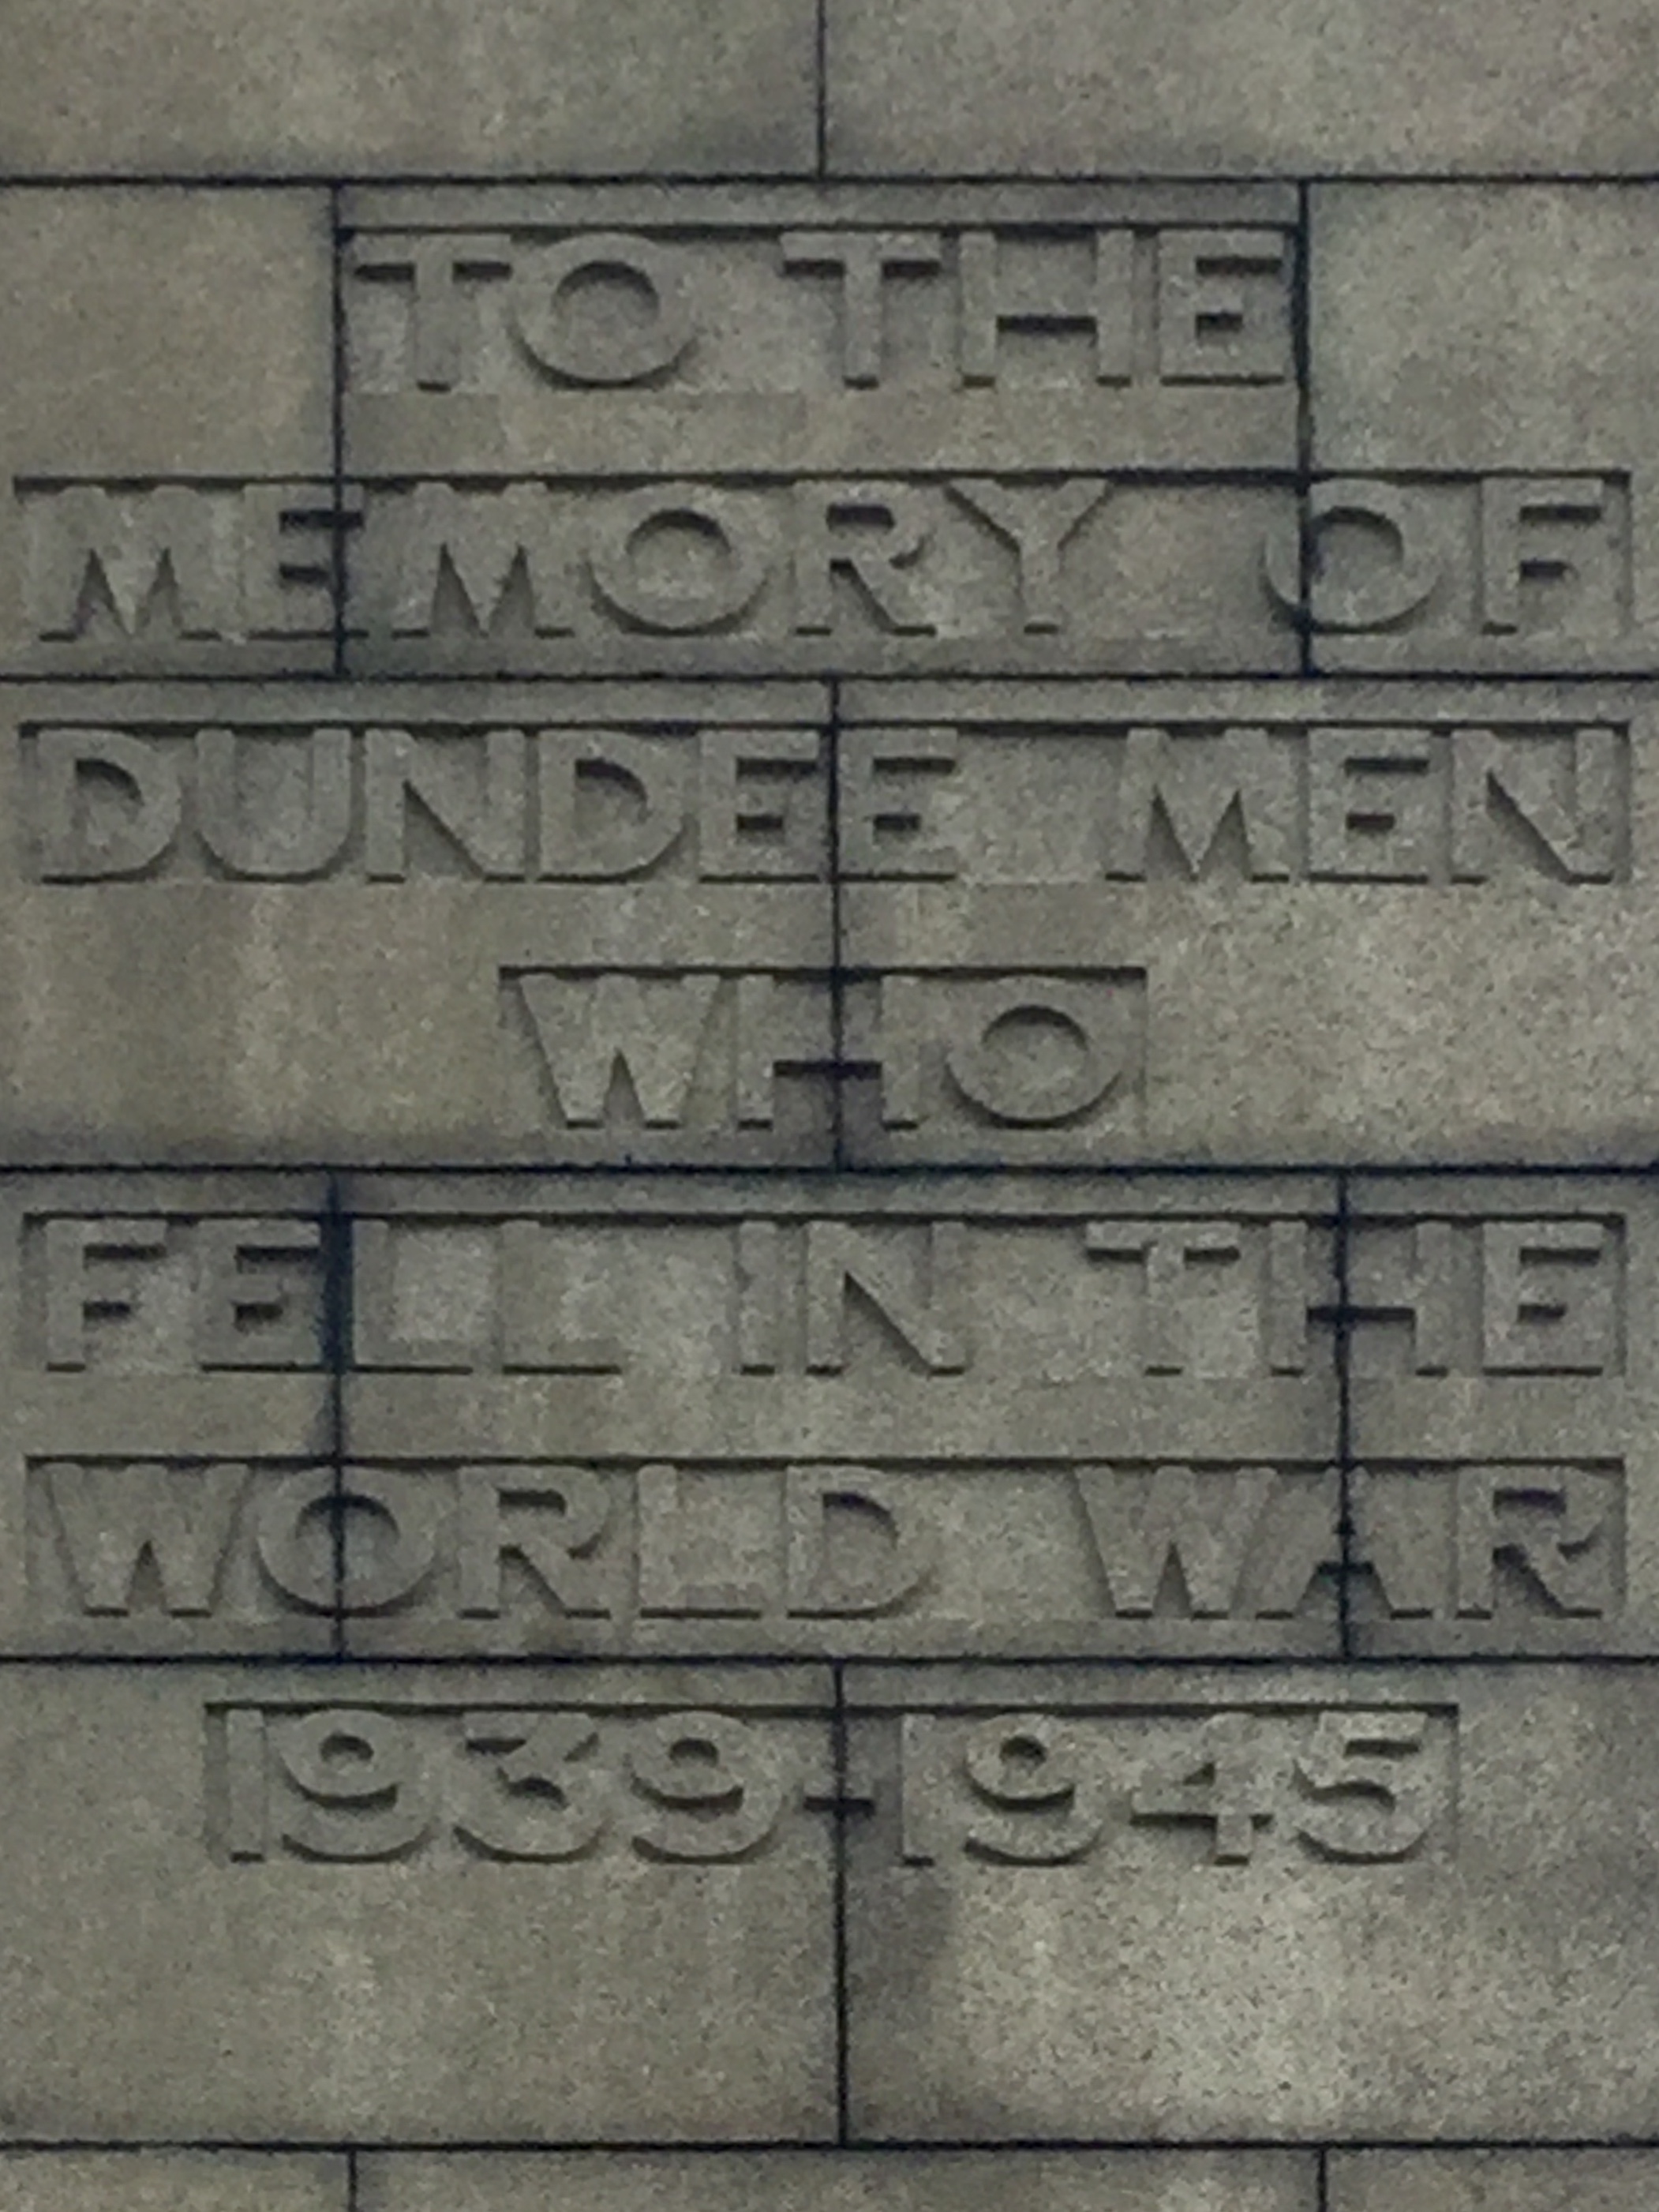 TO THE
MEMORY OF
DUNDEE MEN
WHO
FELL IN THE
WORLD WAR
1939-1945